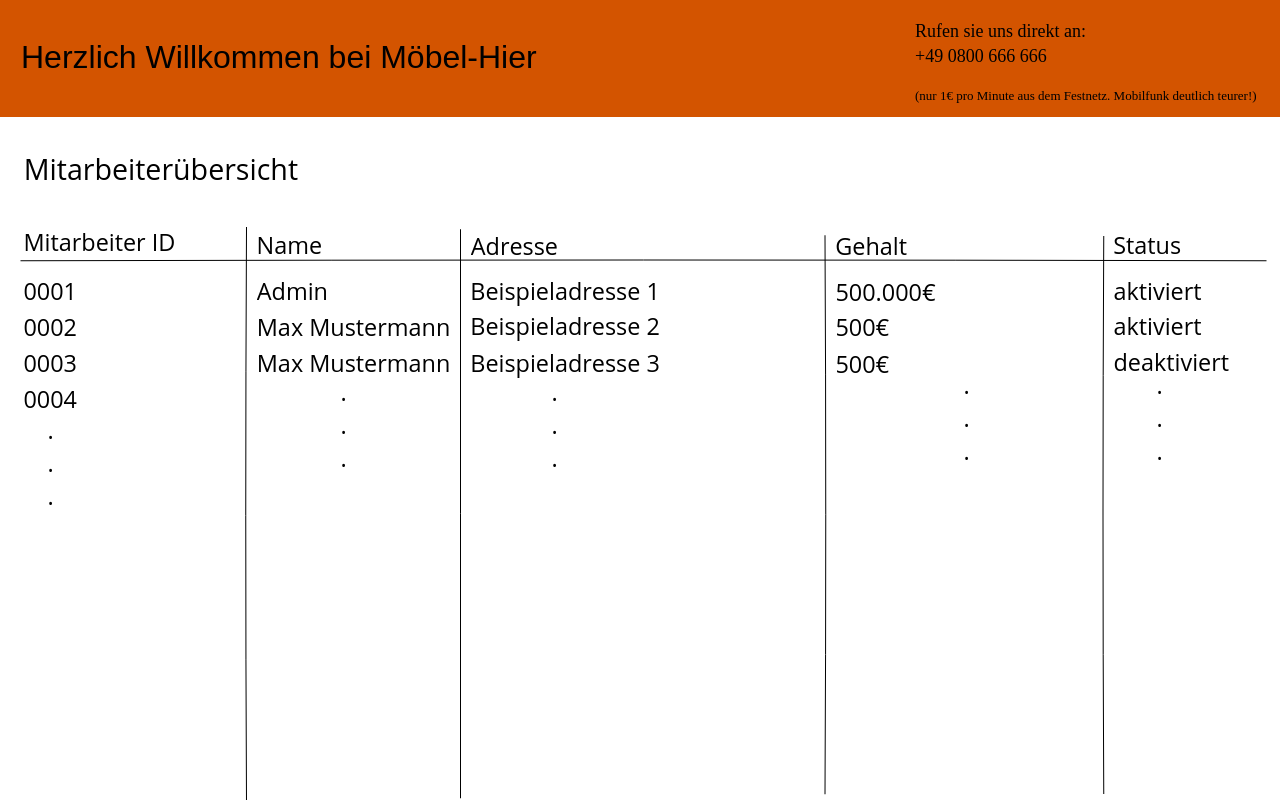 Herzlich Willkommen bei Möbel-Hier
Rufen sie uns direkt an:
+49 0800 666 666
(nur 1€ pro Minute aus dem Festnetz. Mobilfunk deutlich teurer!)
Mitarbeiterübersicht
Mitarbeiter ID Name Adresse Gehalt Status
0001 Admin Beispieladresse 1 500.000€ aktiviert
0002 Max Mustermann Beispieladresse 2 500€ aktiviert
0003 Max Mustermann Beispieladresse 3 500€ deaktiviert
0004 . . . .
. . . . .
. . . . .
.